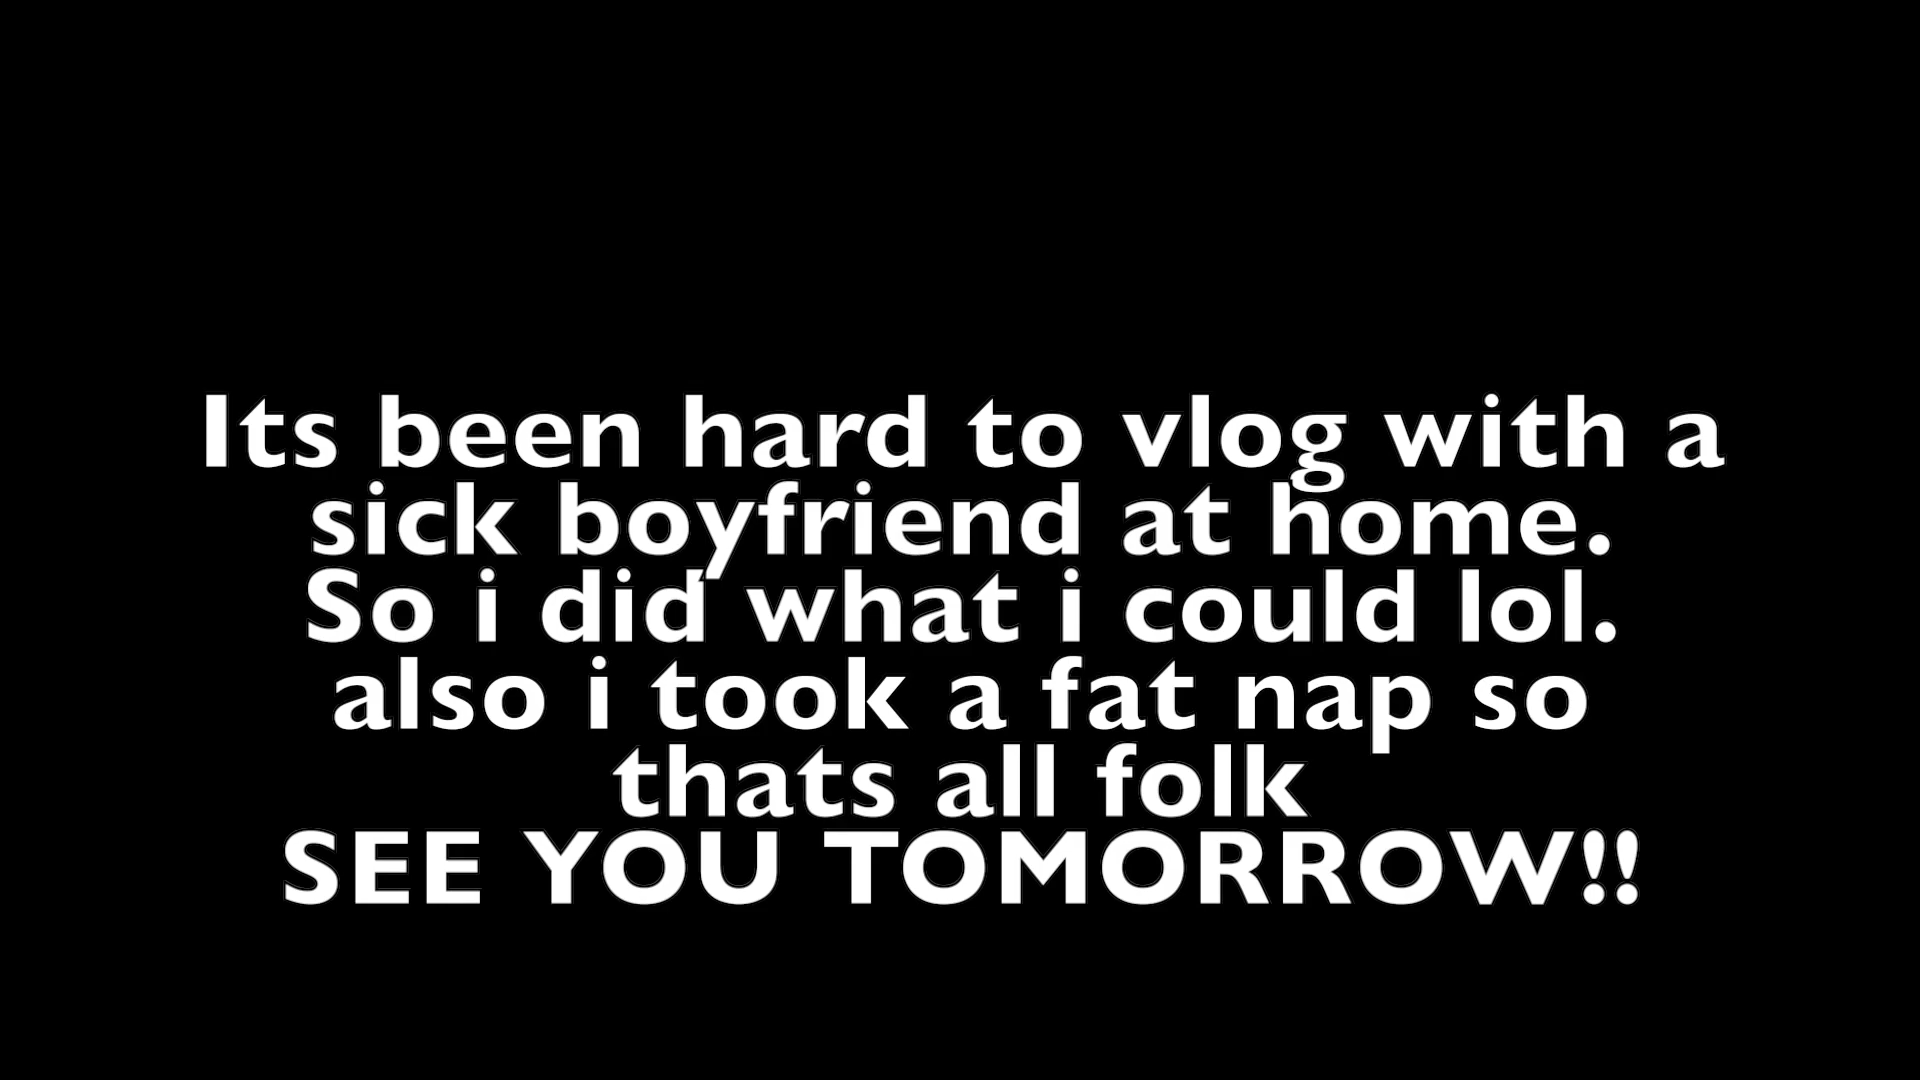 Its been hard to vlog with a
sick boyfriend at home.
So i did what i could lol.
also i took a fat nap so
thats all folk
SEE YOU TOMORROW!!